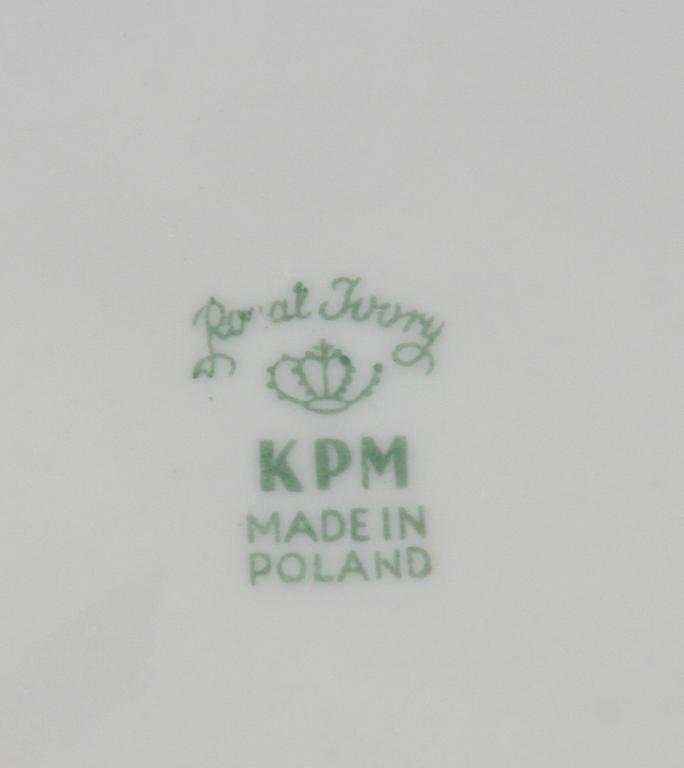 Royal Ivory
KPM
MADE IN
POLAND